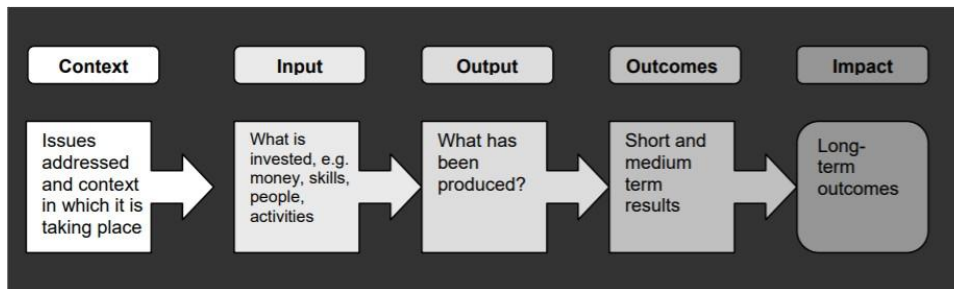 Context
Input
Output
Outcomes
Impact
Issues
addressed
and context
in which it is
taking place
What is
invested, e.g.
money, skills,
people,
activities
What has
been
produced?
Short and
medium
term
results
Long-
term
outcomes